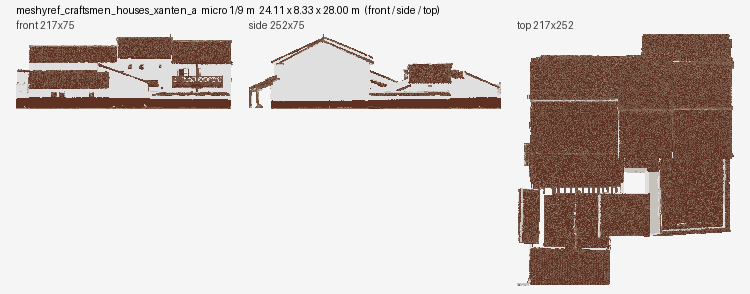 meshyref_craftsmen_houses_xanten_a  micro 1/9 m  24.11 x 8.33 x 28.00 m  (front / side / top)
front 217x75
side 252x75
top 217x252